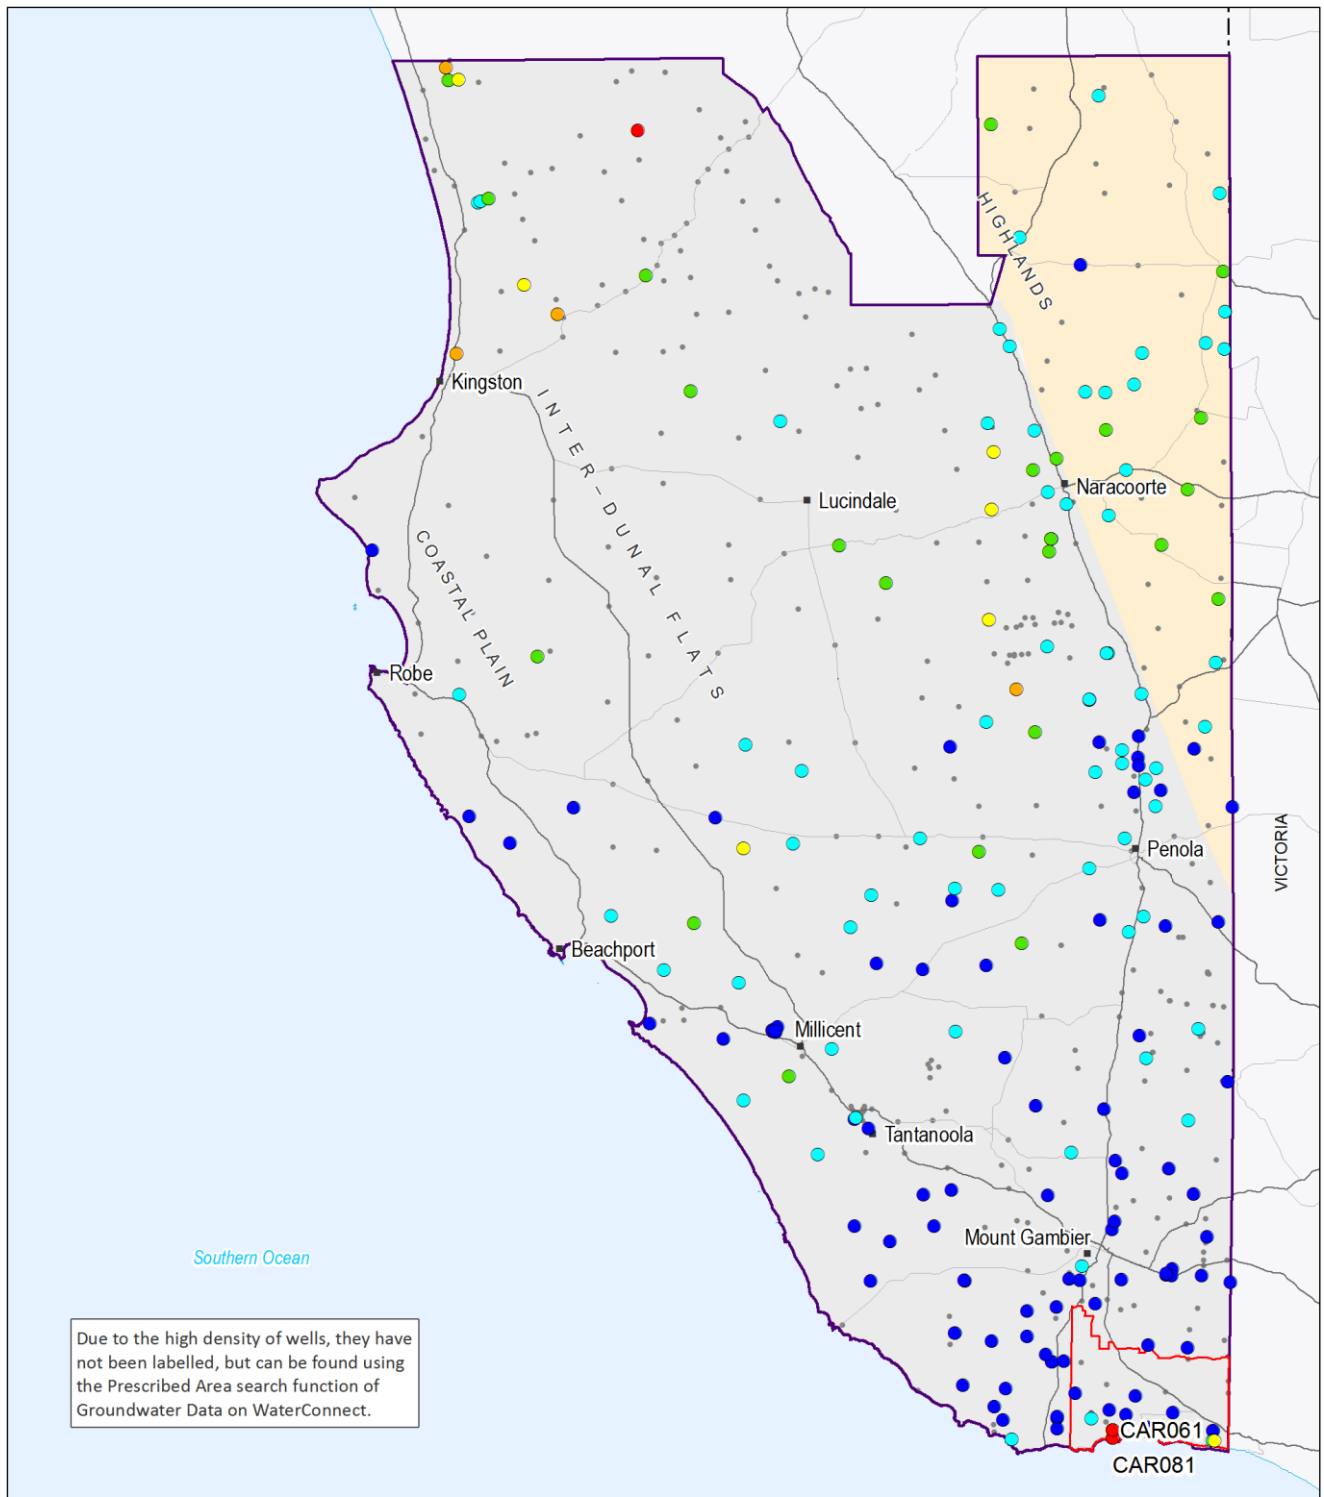 HIGHLANDS
Kingston
INTER-DUNAL FLATS
Naracoorte
Lucindale
COASTAL PLAIN
Robe
VICTORIA
Penola
Beachport
Millicent
Tantanoola
Mount Gambier
Southern Ocean
Due to the high density of wells, they have
not been labelled, but can be found using
the Prescribed Area search function of
Groundwater Data on WaterConnect.
CAR061
CAR081